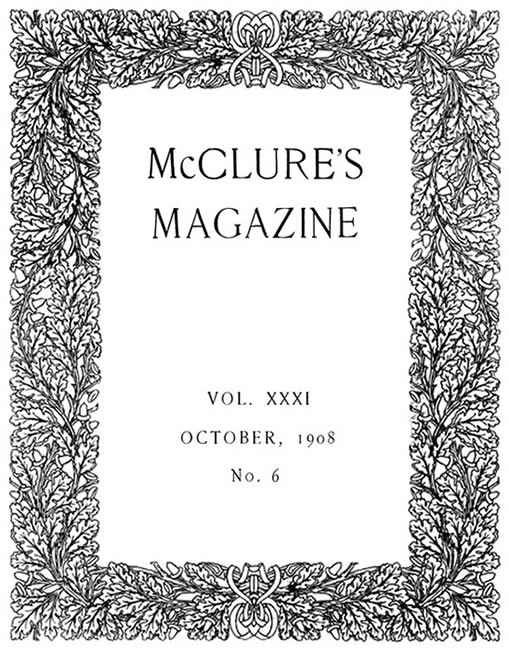 McCLURE'S
MAGAZINE
VOL. XXXI
OCTOBER, 1908
No. 6